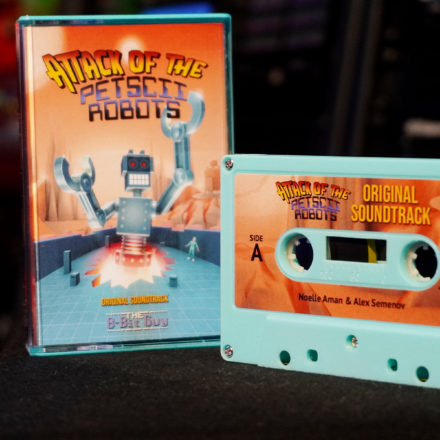 ATTACK OF THE
PETSCII
ROBOTS
ORIGINAL SOUNDTRACK
THE
8-Bit Guy
ATTACK OF THE
PETSCII
ROBOTS
ORIGINAL
SOUNDTRACK
SIDE
A
Noelle Aman & Alex Semenov